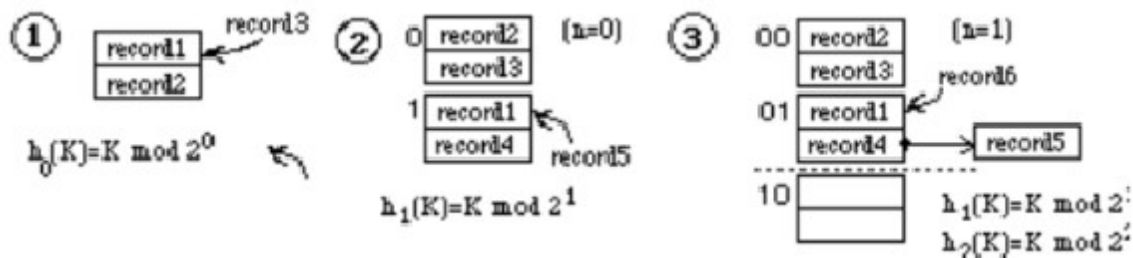 1
record3
record1
record2
h0(K)=K mod 2^0
2
0
record2
(n=0)
record3
1
record1
record4
record5
h1(K)=K mod 2^1
3
00
record2
(n=1)
record3
record6
01
record1
record4
record5
10
h1(K)=K mod 2
h2(K)=K mod 2